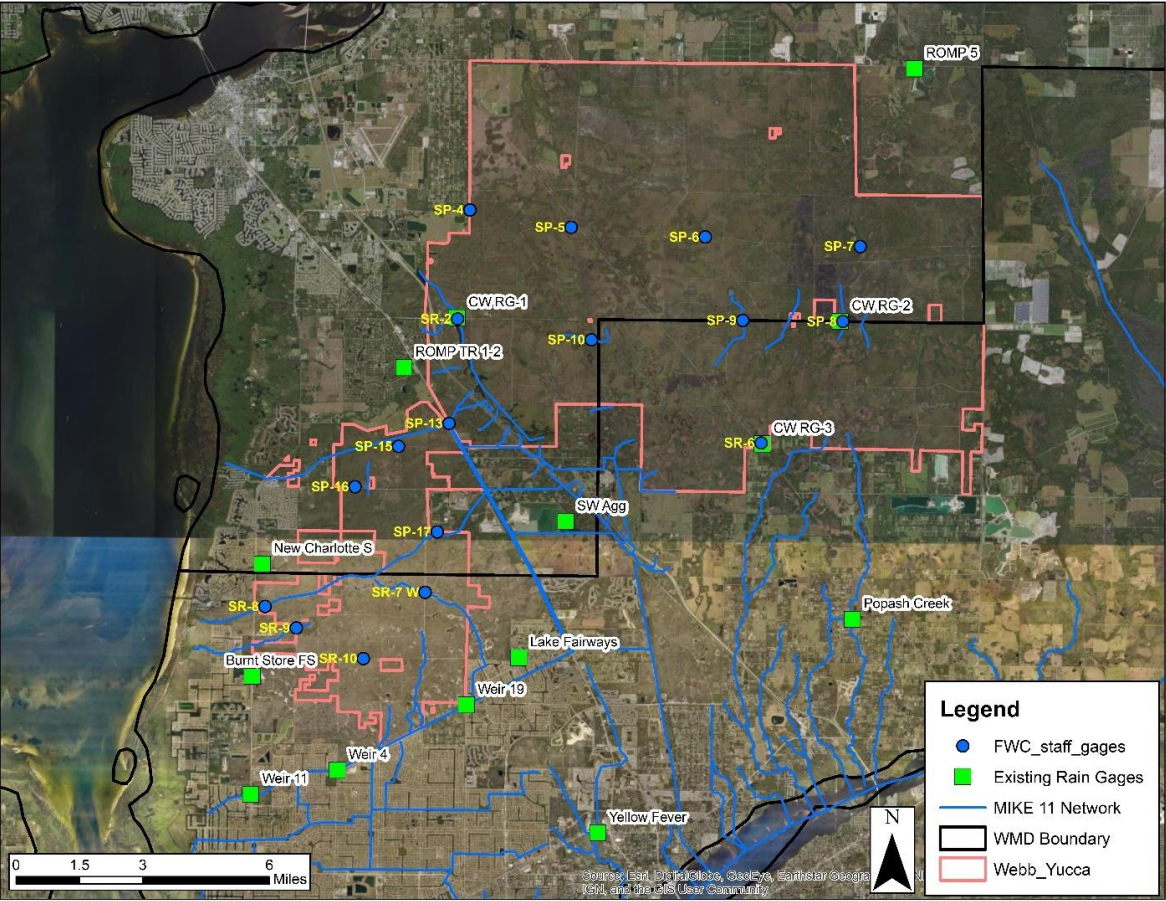 ROMP 5
SP-4
SP-5
SP-6
SP-7
CW RG-1
SR-2
CW RG-2
SP-9
SP-8
SP-10
ROMP TR 1-2
SP-13
CW RG-3
SR-6
SP-15
SP-16
SW Agg
SP-17
New Charlotte S
SR-7 W
SR-8
Popash Creek
SR-9
Lake Fairways
Burnt Store FS
SR-10
Weir 19
Weir 4
Weir 11
Yellow Fever
Legend
FWC_staff_gages
Existing Rain Gages
MIKE 11 Network
WMD Boundary
Webb_Yucca
N
0 1.5 3 6
Miles
Source: Esri, DigitalGlobe, GeoEye, Earthstar Geogra
IGN, and the GIS User Community